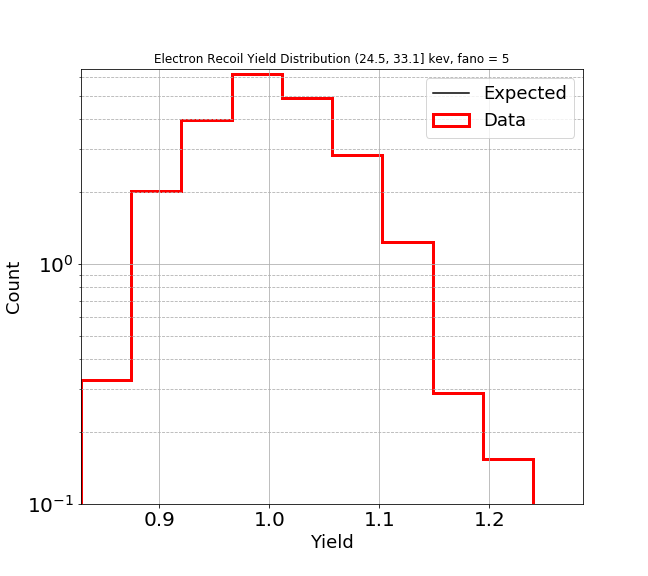 Electron Recoil Yield Distribution (24.5, 33.1] kev, fano = 5
Expected
Data
10⁰
10⁻¹
Count
0.9 1.0 1.1 1.2
Yield